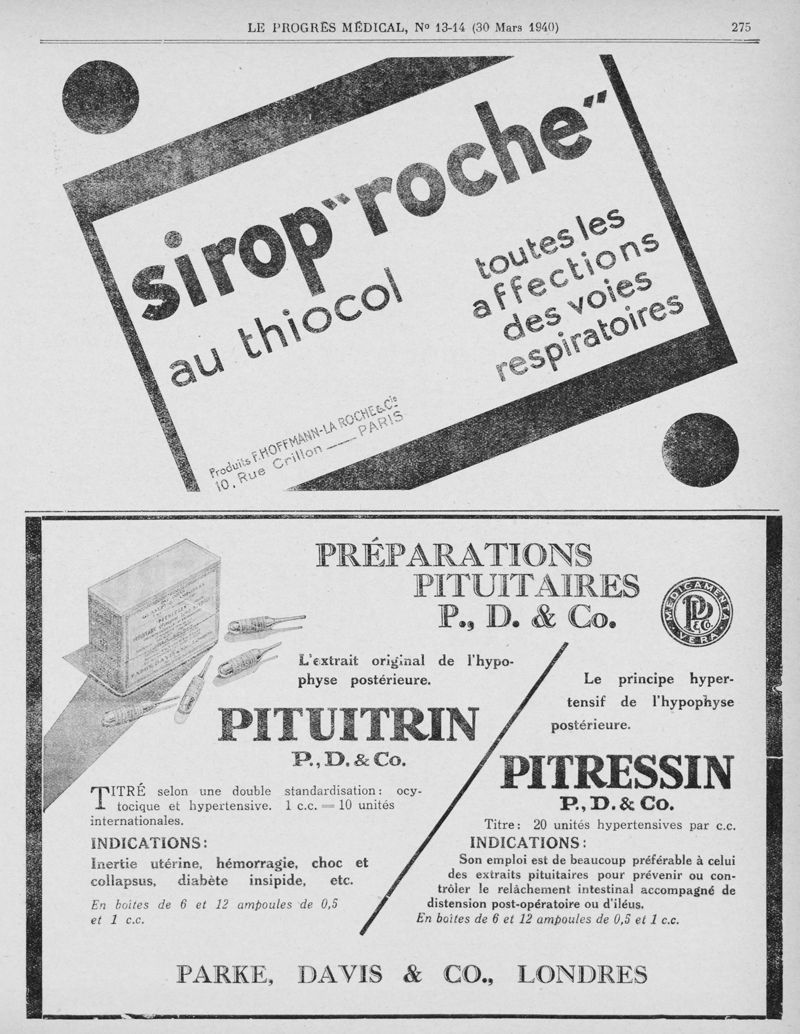 LE PROGRÈS MÉDICAL, No 13-14 (30 Mars 1940)
275
sirop "roche"
au thiocol
toutes les
affections
des voies
respiratoires
Produits F. HOFFMANN-LA ROCHE & Cie
10, Rue Crillon — PARIS
PRÉPARATIONS
PITUITAIRES
P., D. & Co.
MEDICAMENTA
VERA
P D & Co.
L'extrait original de l'hypo-
physe postérieure.
PITUITRIN
P., D. & Co.
TITRÉ selon une double standardisation : ocy-
tocique et hypertensive. 1 c.c. = 10 unités
internationales.
INDICATIONS :
Inertie utérine, hémorragie, choc et
collapsus, diabète insipide, etc.
En boîtes de 6 et 12 ampoules de 0,5
et 1 c.c.
Le principe hyper-
tensif de l'hypophyse
postérieure.
PITRESSIN
P., D. & Co.
Titre : 20 unités hypertensives par c.c.
INDICATIONS :
Son emploi est de beaucoup préférable à celui
des extraits pituitaires pour prévenir ou con-
trôler le relâchement intestinal accompagné de
distension post-opératoire ou d'iléus.
En boîtes de 6 et 12 ampoules de 0,5 et 1 c.c.
PARKE, DAVIS & CO., LONDRES